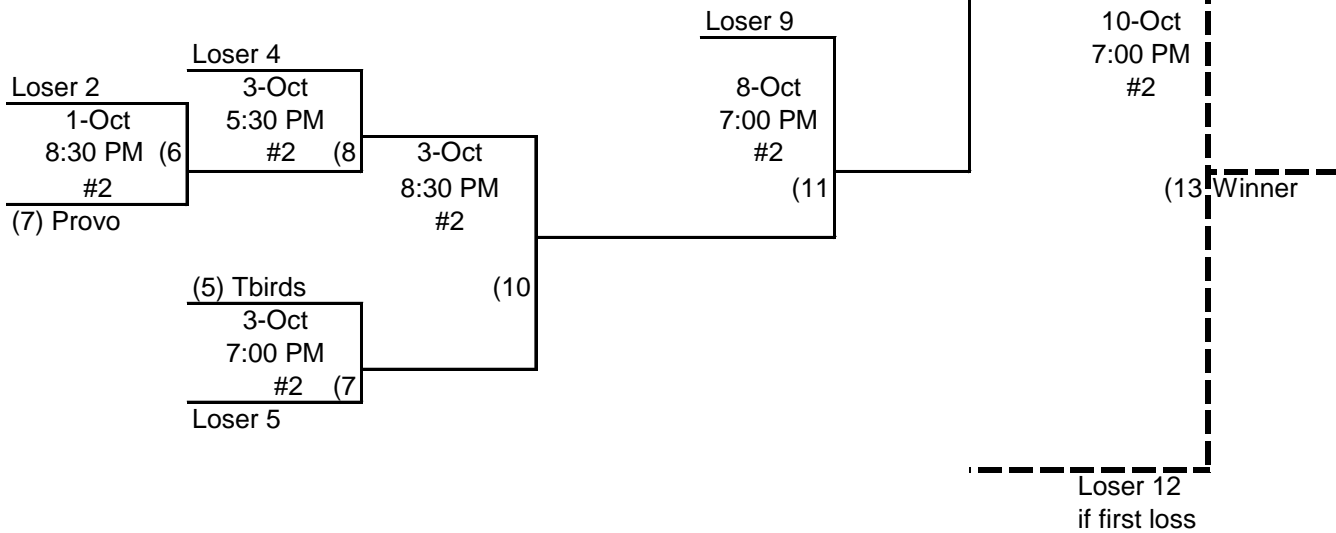 Loser 9
10-Oct
7:00 PM
#2
Loser 4
Loser 2
3-Oct
5:30 PM
#2 (8
8-Oct
7:00 PM
#2
(11
1-Oct
8:30 PM (6
#2
(7) Provo
3-Oct
8:30 PM
#2
(10
(13 Winner
(5) Tbirds
3-Oct
7:00 PM
#2 (7
Loser 5
Loser 12
if first loss